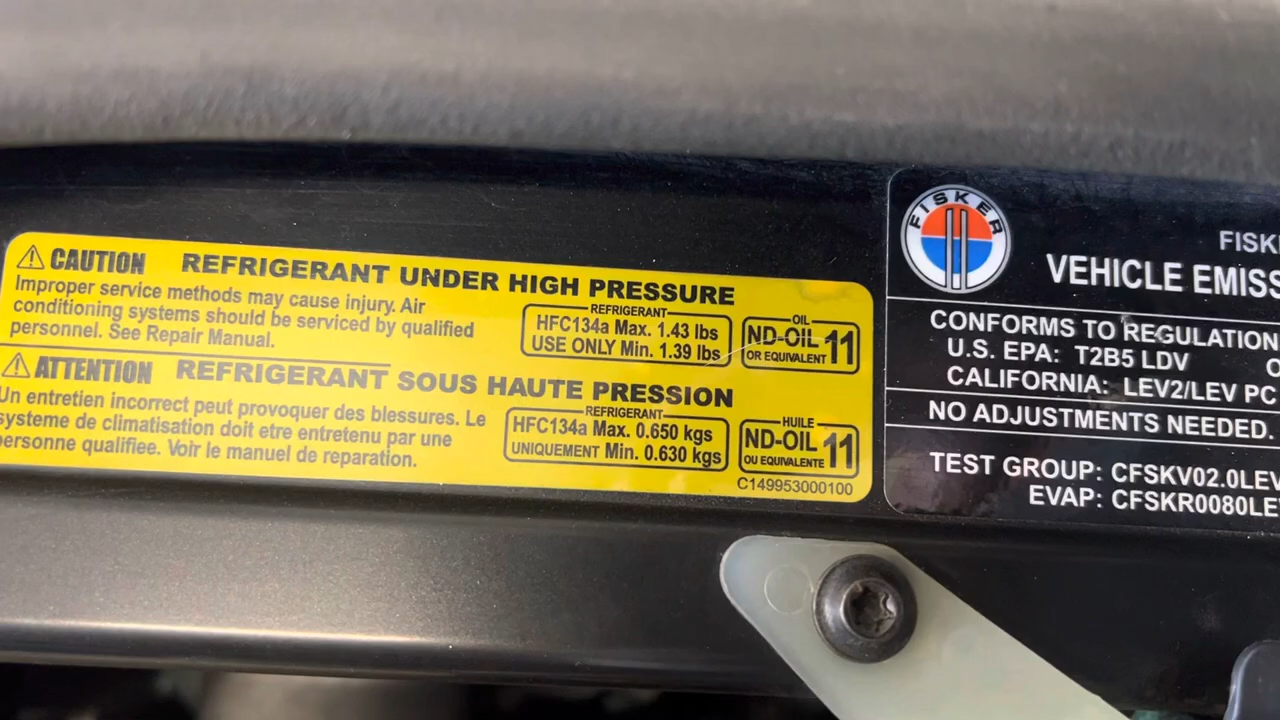 CAUTION REFRIGERANT UNDER HIGH PRESSURE
Improper service methods may cause injury. Air
conditioning systems should be serviced by qualified
personnel. See Repair Manual.
REFRIGERANT
HFC134a Max. 1.43 lbs
USE ONLY Min. 1.39 lbs
OIL
ND-OIL 11
OR EQUIVALENT
ATTENTION REFRIGERANT SOUS HAUTE PRESSION
Un entretien incorrect peut provoquer des blessures. Le
systeme de climatisation doit etre entretenu par une
personne qualifiee. Voir le manuel de reparation.
REFRIGERANT
HFC134a Max. 0.650 kgs
UNIQUEMENT Min. 0.630 kgs
HUILE
ND-OIL 11
OU EQUIVALENTE
C149953000100
FISKER
FISK
VEHICLE EMISS
CONFORMS TO REGULATION
U.S. EPA: T2B5 LDV
CALIFORNIA: LEV2/LEV PC
NO ADJUSTMENTS NEEDED.
TEST GROUP: CFSKV02.0LEV
EVAP: CFSKR0080LE